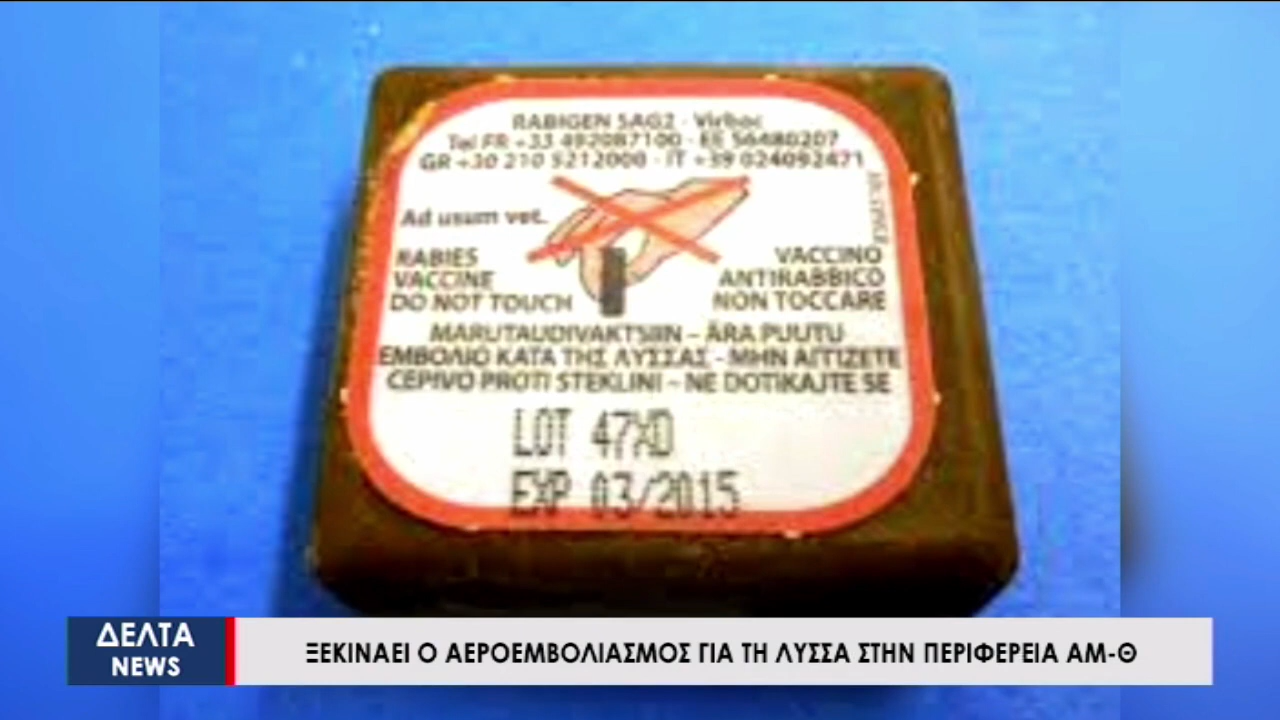 RABIGEN SAG2 - Virbac
Tel FR +33 492087100 - EE 56480207
GR +30 210 5212000 - IT +39 024092471
Ad usum vet.
RABIES
VACCINE
DO NOT TOUCH
VACCINO
ANTIRABBICO
NON TOCCARE
MARUTAUDIVAKTSIIN – ÄRA PUUTU
ΕΜΒΟΛΙΟ ΚΑΤΑ ΤΗΣ ΛΥΣΣΑΣ - ΜΗΝ ΑΓΓΙΖΕΤΕ
CEPIVO PROTI STEKLINI – NE DOTIKAJTE SE
LOT 47XD
EXP 03/2015
ΔΕΛΤΑ
NEWS
ΞΕΚΙΝΑΕΙ Ο ΑΕΡΟΕΜΒΟΛΙΑΣΜΟΣ ΓΙΑ ΤΗ ΛΥΣΣΑ ΣΤΗΝ ΠΕΡΙΦΕΡΕΙΑ ΑΜ-Θ